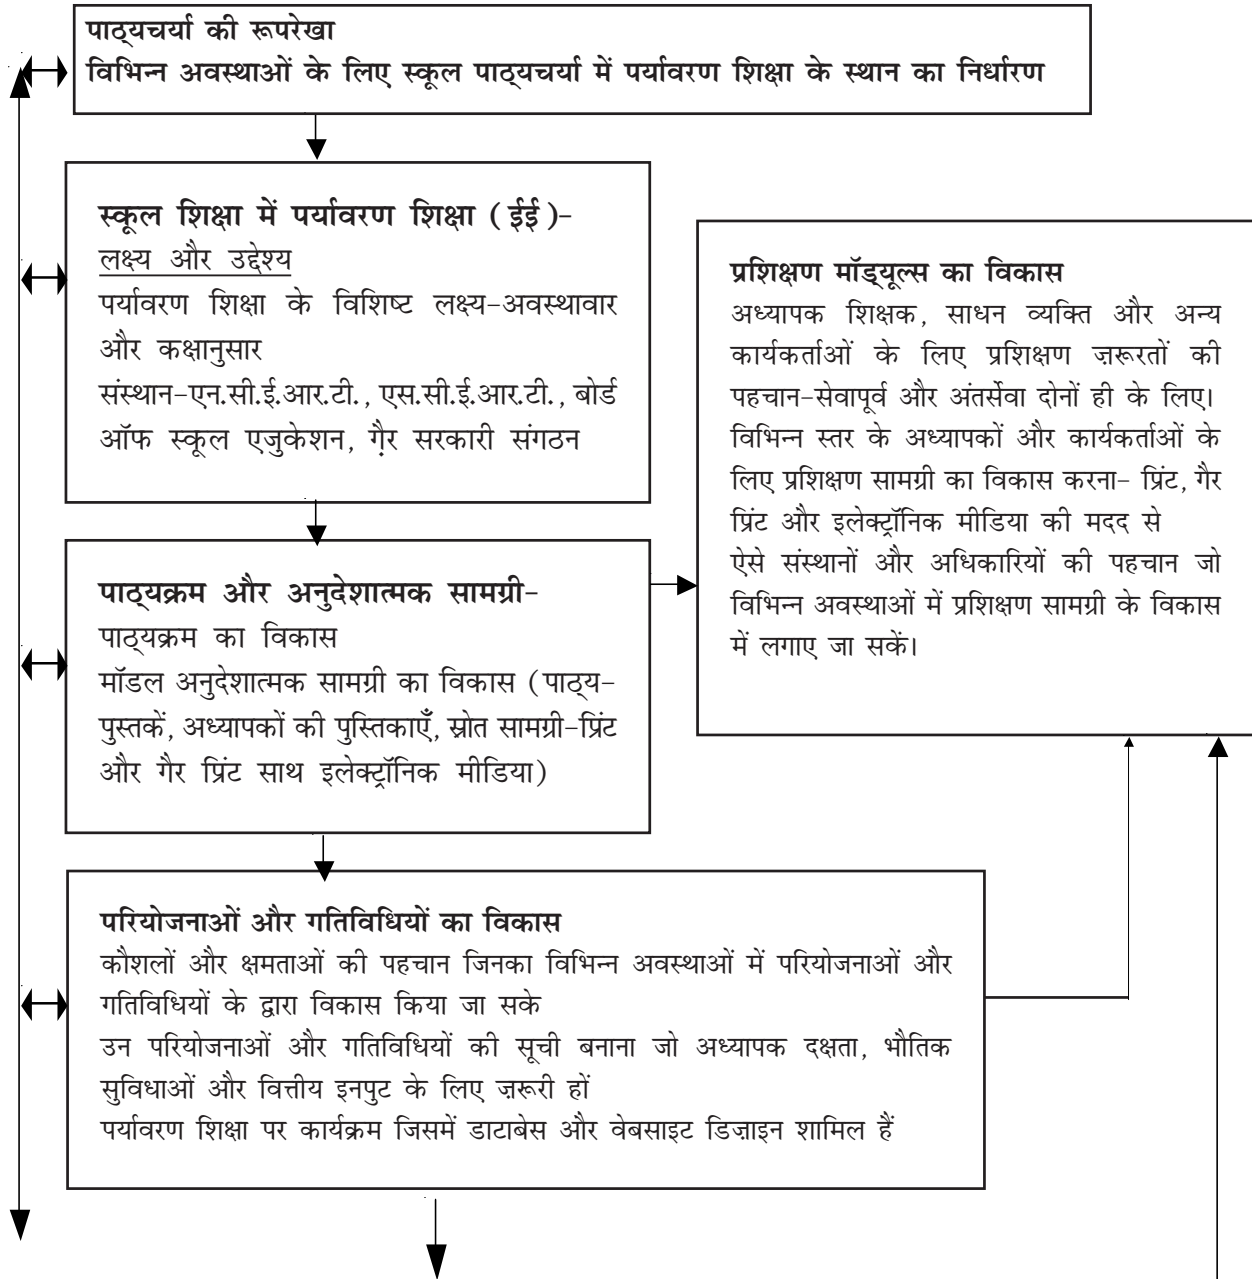 पाठ्यचर्या की रूपरेखा
विभिन्न अवस्थाओं के लिए स्कूल पाठ्यचर्या में पर्यावरण शिक्षा के स्थान का निर्धारण
स्कूल शिक्षा में पर्यावरण शिक्षा (ईई)-
लक्ष्य और उद्देश्य
पर्यावरण शिक्षा के विशिष्ट लक्ष्य-अवस्थावार
और कक्षानुसार
संस्थान-एन.सी.ई.आर.टी., एस.सी.ई.आर.टी., बोर्ड
ऑफ स्कूल एजुकेशन, गै़र सरकारी संगठन
पाठ्यक्रम और अनुदेशात्मक सामग्री-
पाठ्यक्रम का विकास
मॉडल अनुदेशात्मक सामग्री का विकास (पाठ्य-
पुस्तकें, अध्यापकों की पुस्तिकाएँ, स्रोत सामग्री-प्रिंट
और गैर प्रिंट साथ इलेक्ट्रॉनिक मीडिया)
प्रशिक्षण मॉड्यूल्स का विकास
अध्यापक शिक्षक, साधन व्यक्ति और अन्य
कार्यकर्ताओं के लिए प्रशिक्षण ज़रूरतों की
पहचान-सेवापूर्व और अंतर्सेवा दोनों ही के लिए।
विभिन्न स्तर के अध्यापकों और कार्यकर्ताओं के
लिए प्रशिक्षण सामग्री का विकास करना- प्रिंट, गैर
प्रिंट और इलेक्ट्रॉनिक मीडिया की मदद से
ऐसे संस्थानों और अधिकारियों की पहचान जो
विभिन्न अवस्थाओं में प्रशिक्षण सामग्री के विकास
में लगाए जा सकें।
परियोजनाओं और गतिविधियों का विकास
कौशलों और क्षमताओं की पहचान जिनका विभिन्न अवस्थाओं में परियोजनाओं और
गतिविधियों के द्वारा विकास किया जा सके
उन परियोजनाओं और गतिविधियों की सूची बनाना जो अध्यापक दक्षता, भौतिक
सुविधाओं और वित्तीय इनपुट के लिए ज़रूरी हों
पर्यावरण शिक्षा पर कार्यक्रम जिसमें डाटाबेस और वेबसाइट डिज़ाइन शामिल हैं